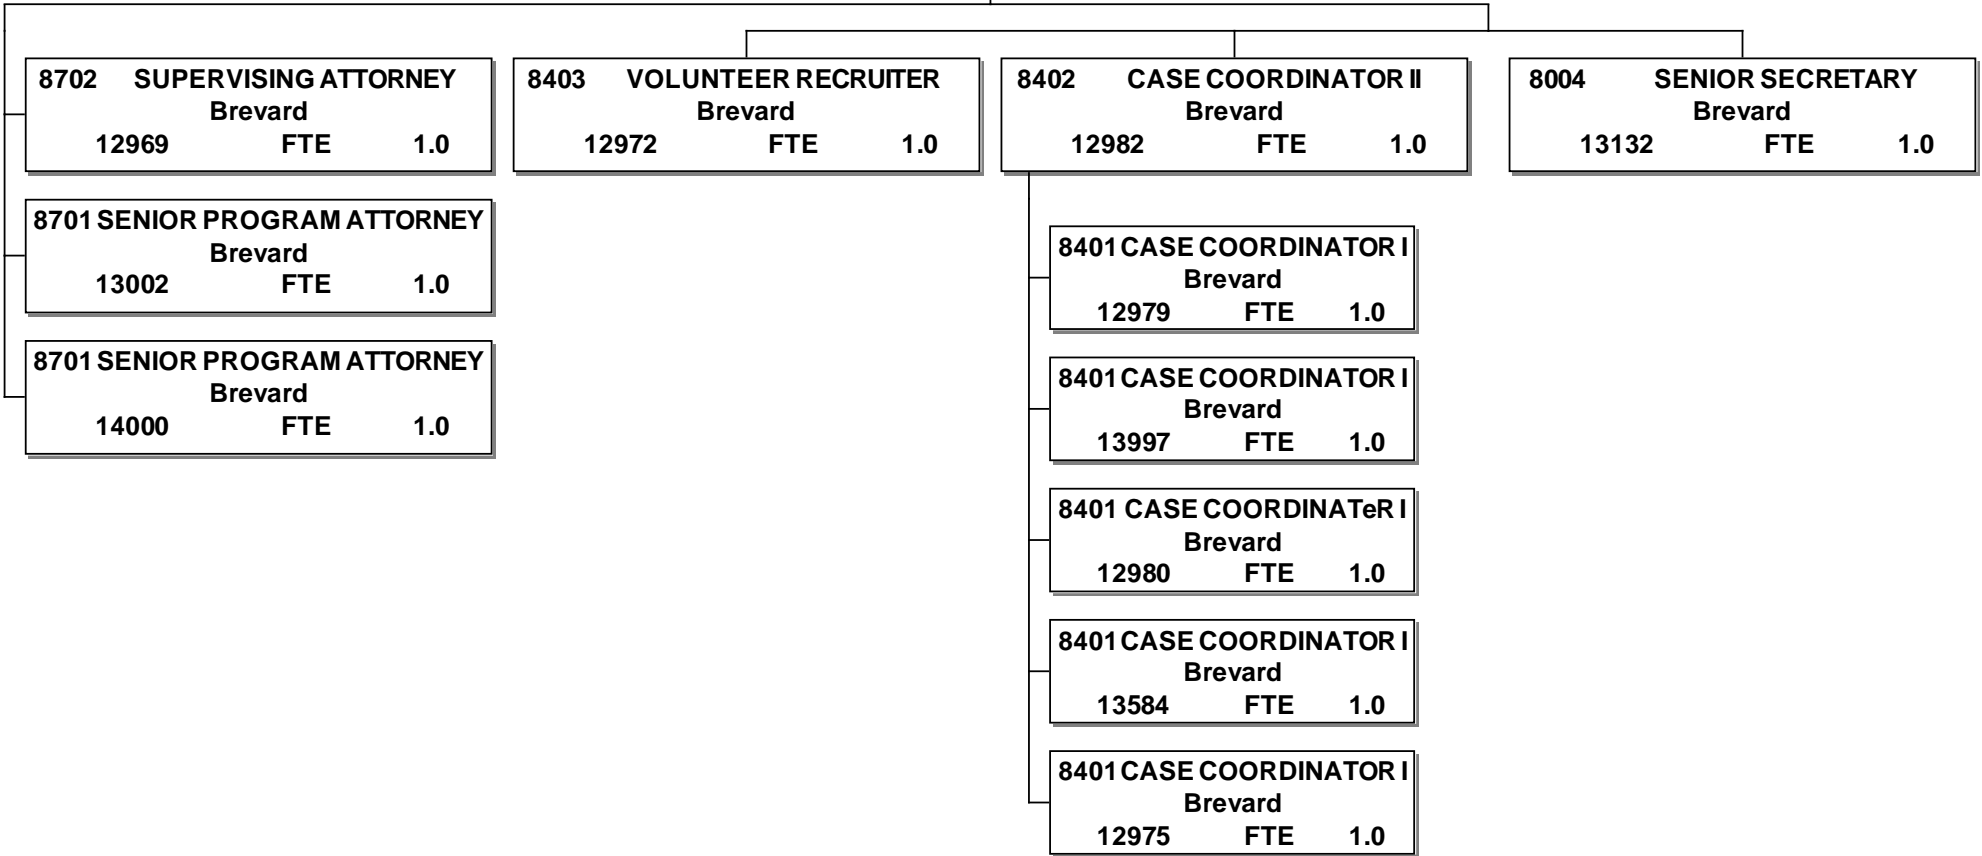 8702 SUPERVISING ATTORNEY
Brevard
12969 FTE 1.0
8701 SENIOR PROGRAM ATTORNEY
Brevard
13002 FTE 1.0
8701 SENIOR PROGRAM ATTORNEY
Brevard
14000 FTE 1.0
8403 VOLUNTEER RECRUITER
Brevard
12972 FTE 1.0
8402 CASE COORDINATOR II
Brevard
12982 FTE 1.0
8401 CASE COORDINATOR I
Brevard
12979 FTE 1.0
8401 CASE COORDINATOR I
Brevard
13997 FTE 1.0
8401 CASE COORDINATeR I
Brevard
12980 FTE 1.0
8401 CASE COORDINATOR I
Brevard
13584 FTE 1.0
8401 CASE COORDINATOR I
Brevard
12975 FTE 1.0
8004 SENIOR SECRETARY
Brevard
13132 FTE 1.0